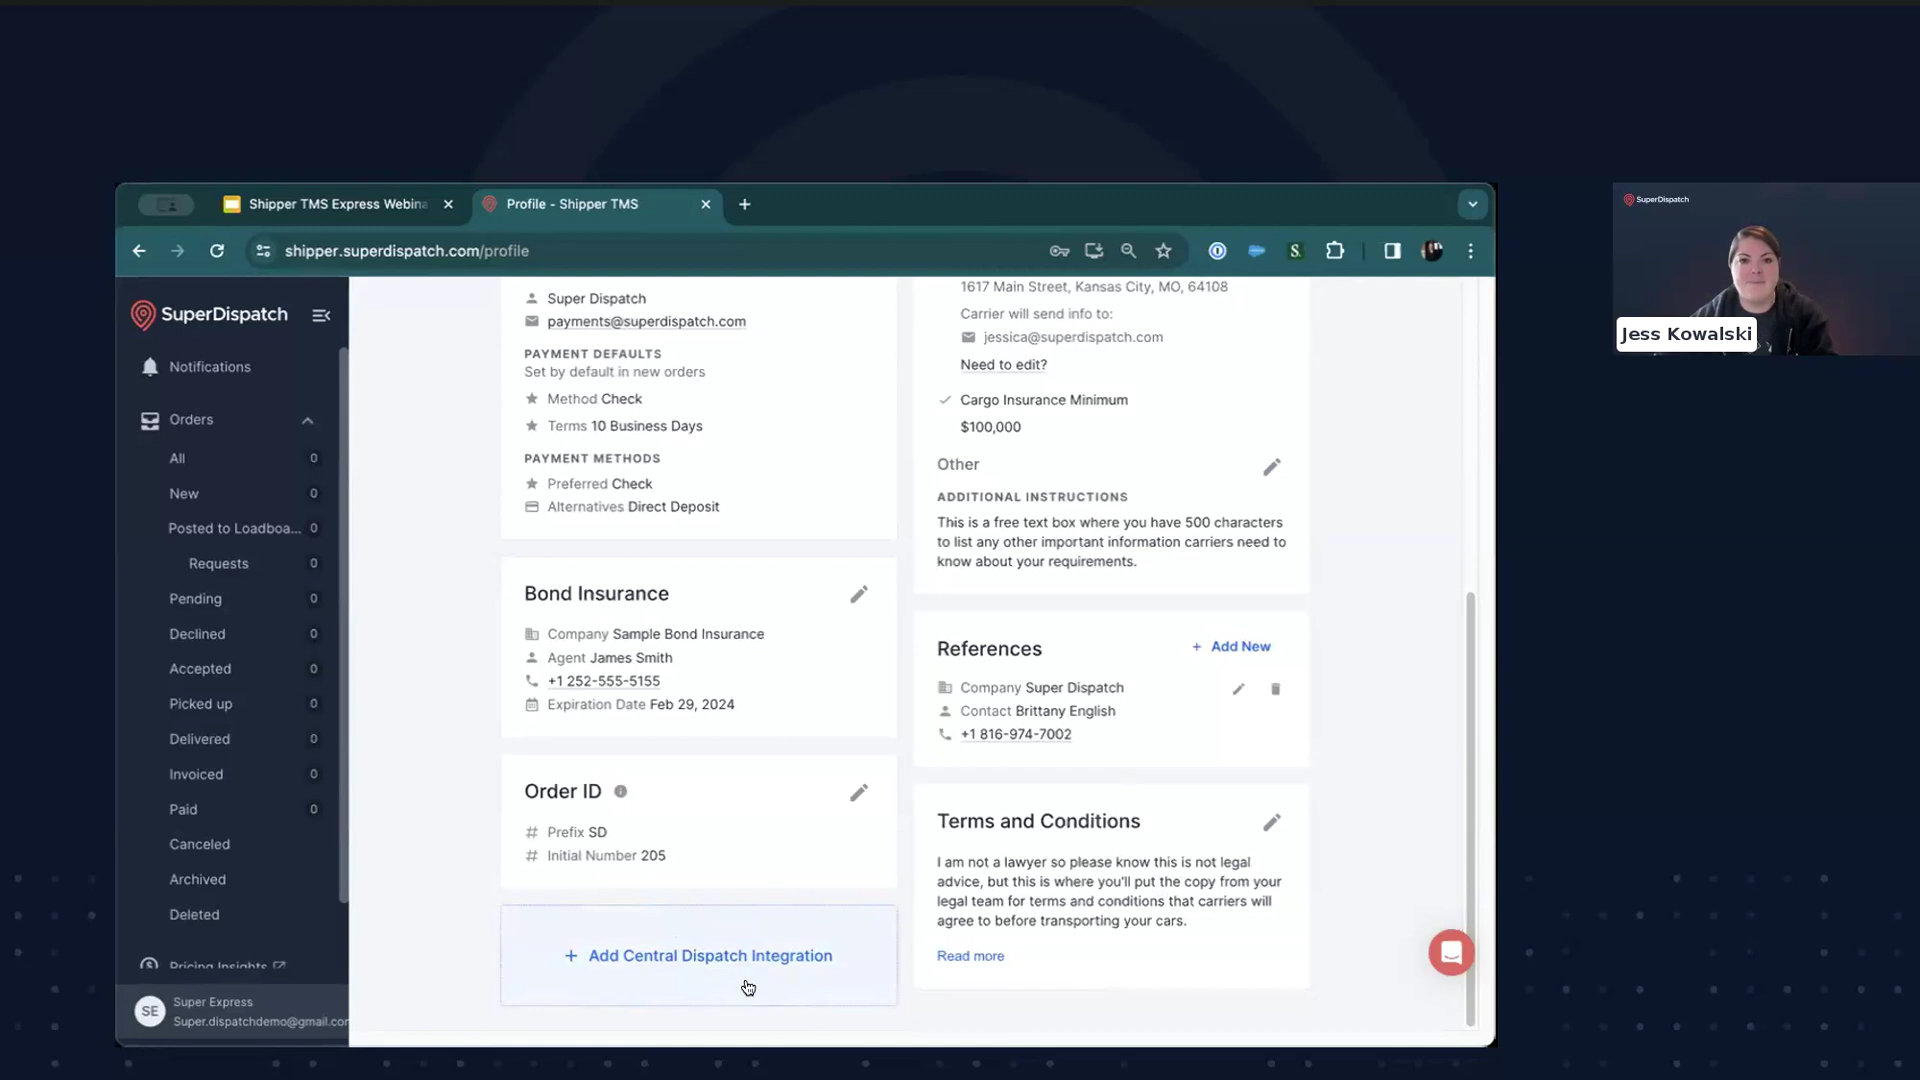 Shipper TMS Express Webina
Profile - Shipper TMS
shipper.superdispatch.com/profile
SuperDispatch
Notifications
Orders
All 0
New 0
Posted to Loadboa... 0
Requests 0
Pending 0
Declined 0
Accepted 0
Picked up 0
Delivered 0
Invoiced 0
Paid 0
Canceled
Archived
Deleted
Pricing Insights
SE
Super Express
Super.dispatchdemo@gmail.cor
Super Dispatch
payments@superdispatch.com
PAYMENT DEFAULTS
Set by default in new orders
Method Check
Terms 10 Business Days
PAYMENT METHODS
Preferred Check
Alternatives Direct Deposit
Bond Insurance
Company Sample Bond Insurance
Agent James Smith
+1 252-555-5155
Expiration Date Feb 29, 2024
Order ID
# Prefix SD
# Initial Number 205
+ Add Central Dispatch Integration
1617 Main Street, Kansas City, MO, 64108
Carrier will send info to:
jessica@superdispatch.com
Need to edit?
Cargo Insurance Minimum
$100,000
Other
ADDITIONAL INSTRUCTIONS
This is a free text box where you have 500 characters
to list any other important information carriers need to
know about your requirements.
References
+ Add New
Company Super Dispatch
Contact Brittany English
+1 816-974-7002
Terms and Conditions
I am not a lawyer so please know this is not legal
advice, but this is where you'll put the copy from your
legal team for terms and conditions that carriers will
agree to before transporting your cars.
Read more
SuperDispatch
Jess Kowalski